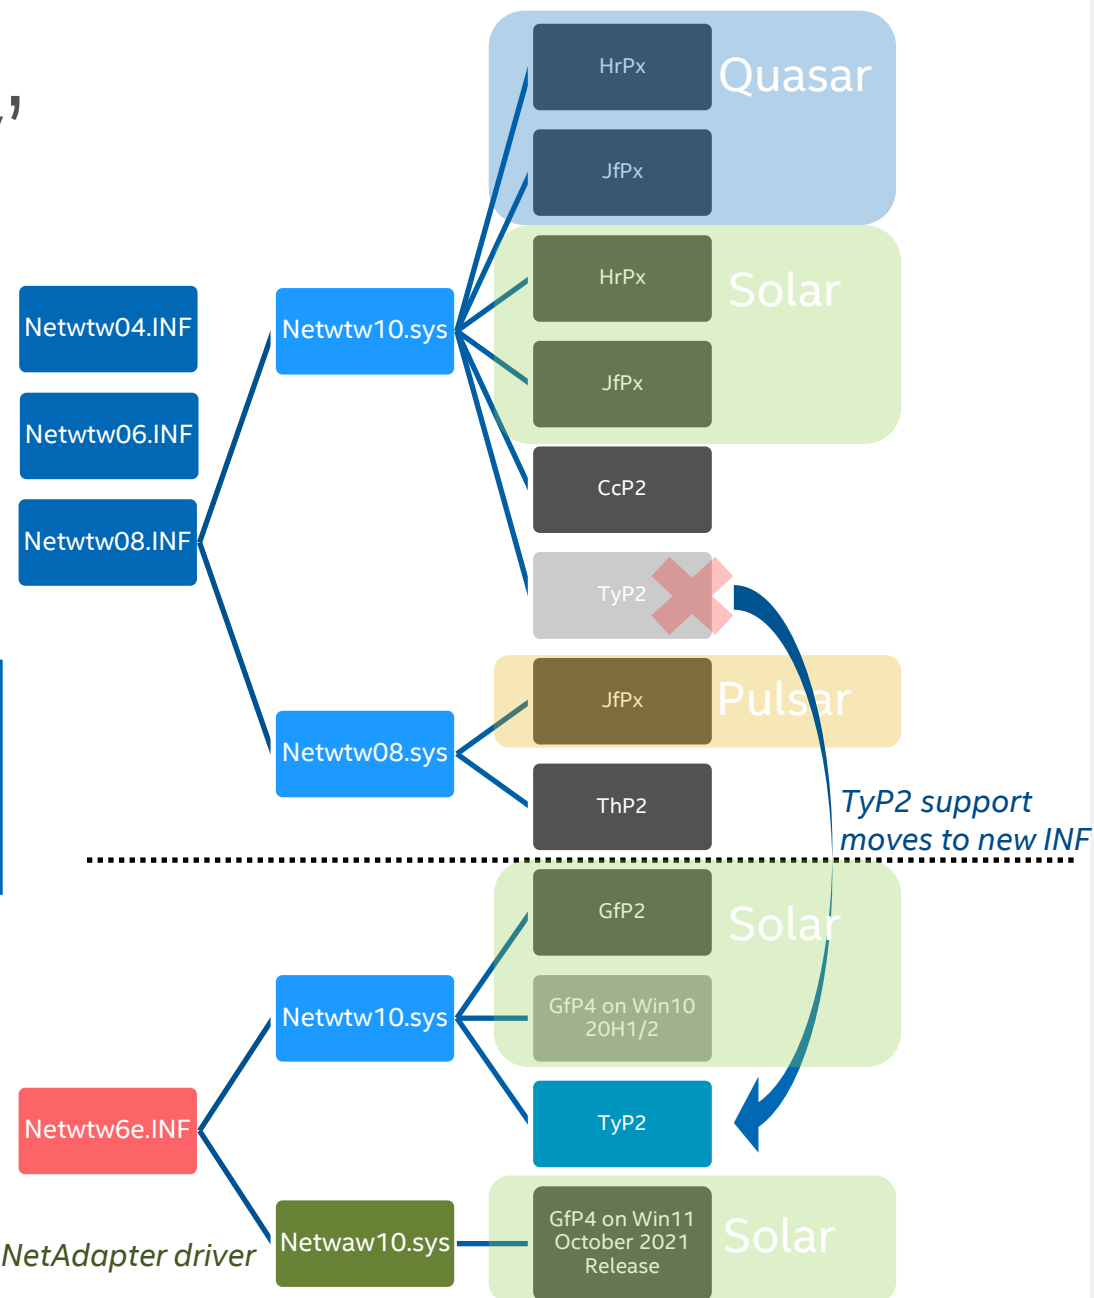 HrPx
Quasar
JfPx
HrPx
Solar
Netwtw04.INF
Netwtw10.sys
JfPx
Netwtw06.INF
CcP2
Netwtw08.INF
TyP2
JfPx
Pulsar
Netwtw08.sys
ThP2
TyP2 support
moves to new INF
GfP2
Solar
Netwtw10.sys
GfP4 on Win10
20H1/2
Netwtw6e.INF
TyP2
GfP4 on Win11
October 2021
Release
Solar
NetAdapter driver
Netwaw10.sys